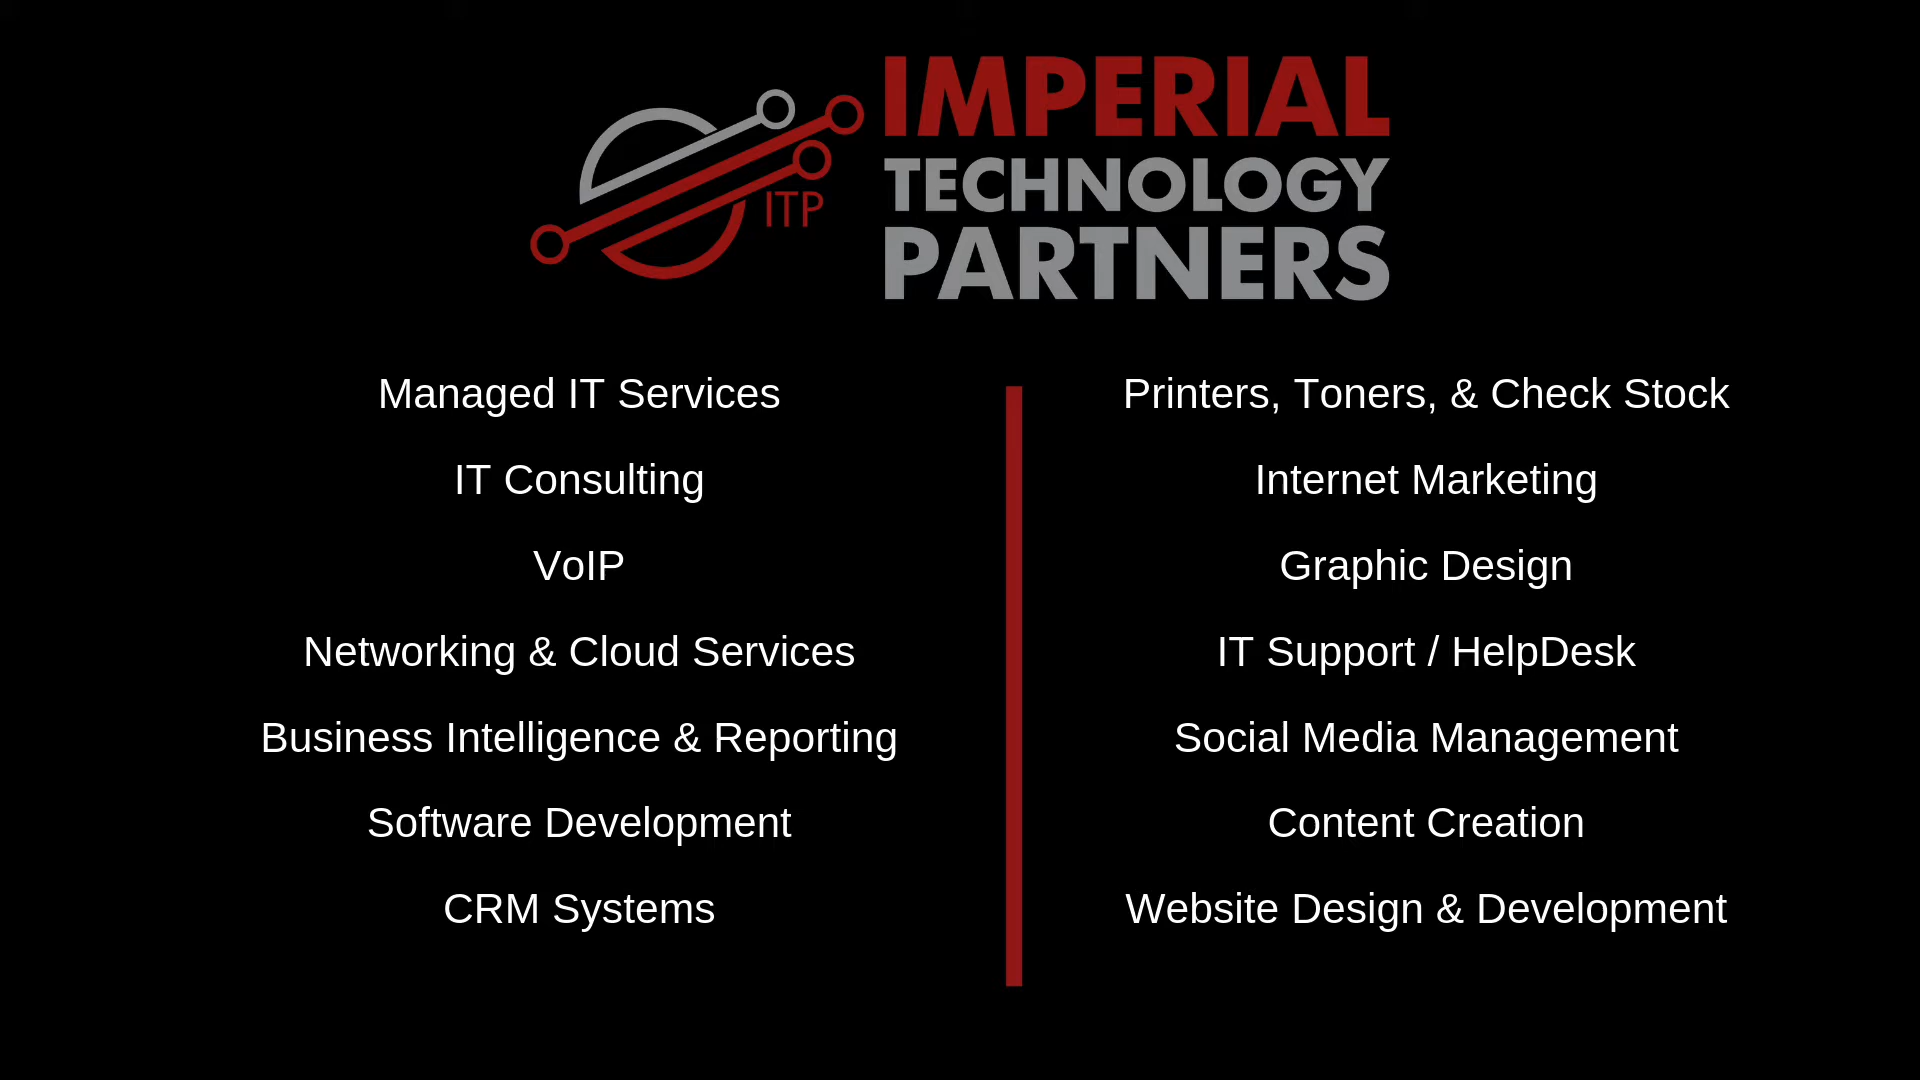 ITP
IMPERIAL
TECHNOLOGY
PARTNERS
Managed IT Services
IT Consulting
VoIP
Networking & Cloud Services
Business Intelligence & Reporting
Software Development
CRM Systems
Printers, Toners, & Check Stock
Internet Marketing
Graphic Design
IT Support / HelpDesk
Social Media Management
Content Creation
Website Design & Development